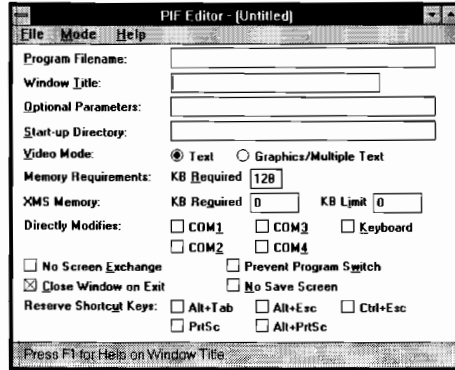 PIF Editor - (Untitled)
File Mode Help
Program Filename:
Window Title:
Optional Parameters:
Start-up Directory:
Video Mode: Text Graphics/Multiple Text
Memory Requirements: KB Required 128
XMS Memory: KB Required 0 KB Limit 0
Directly Modifies: COM1 COM3 Keyboard
COM2 COM4
No Screen Exchange Prevent Program Switch
Close Window on Exit No Save Screen
Reserve Shortcut Keys: Alt+Tab Alt+Esc Ctrl+Esc
PrtSc Alt+PrtSc
Press F1 for Help on Window Title.